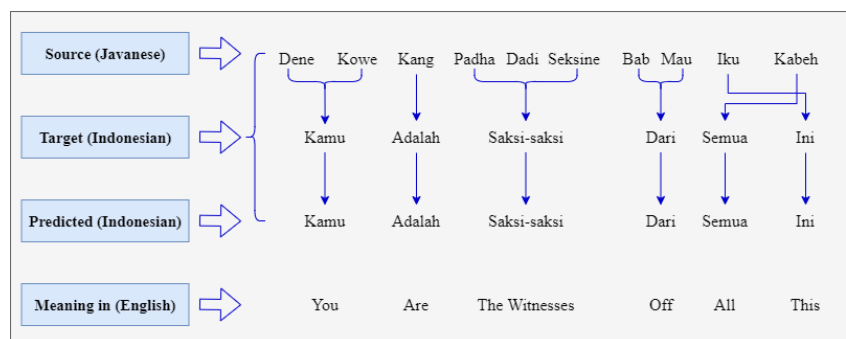 Source (Javanese) Dene Kowe Kang Padha Dadi Seksine Bab Mau Iku Kabeh
Target (Indonesian) Kamu Adalah Saksi-saksi Dari Semua Ini
Predicted (Indonesian) Kamu Adalah Saksi-saksi Dari Semua Ini
Meaning in (English) You Are The Witnesses Off All This